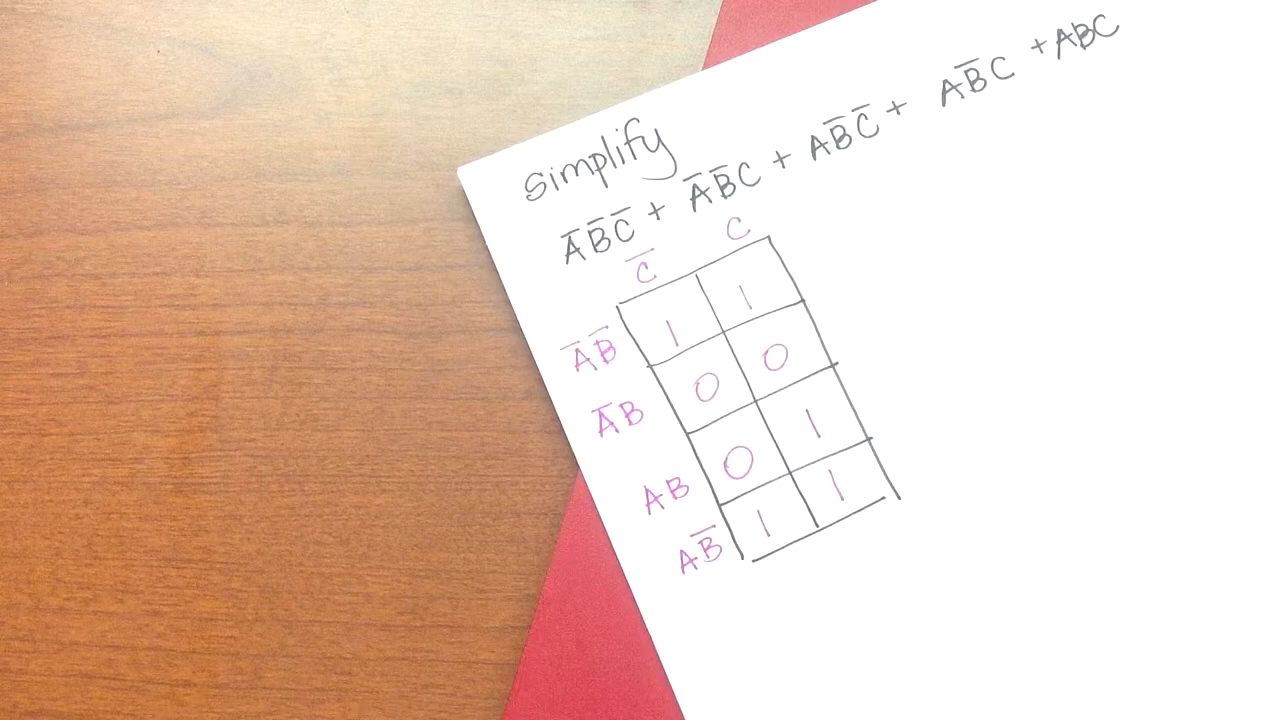 Simplify
A̅B̅C̅ + A̅B̅C + AB̅C̅ + AB̅C + ABC
C̅ C
A̅B̅ 1 1
A̅B 0 0
AB 0 1
AB̅ 1 1